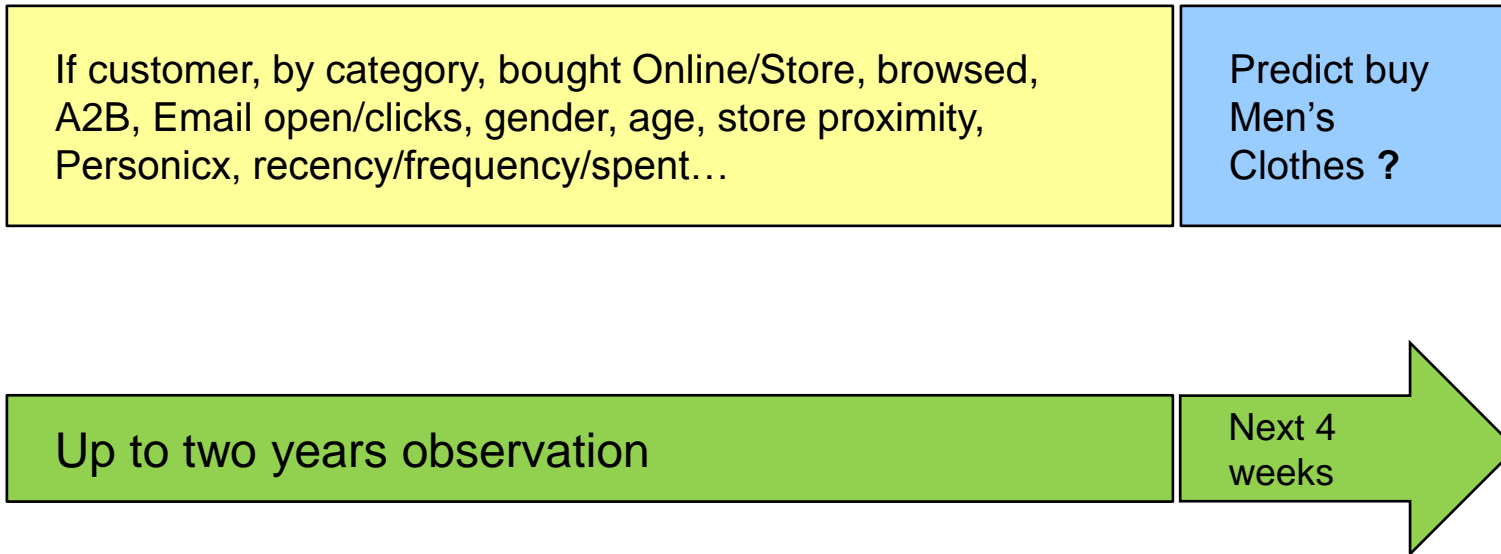 If customer, by category, bought Online/Store, browsed,
A2B, Email open/clicks, gender, age, store proximity,
Personicx, recency/frequency/spent…
Predict buy
Men’s
Clothes ?
Up to two years observation
Next 4
weeks